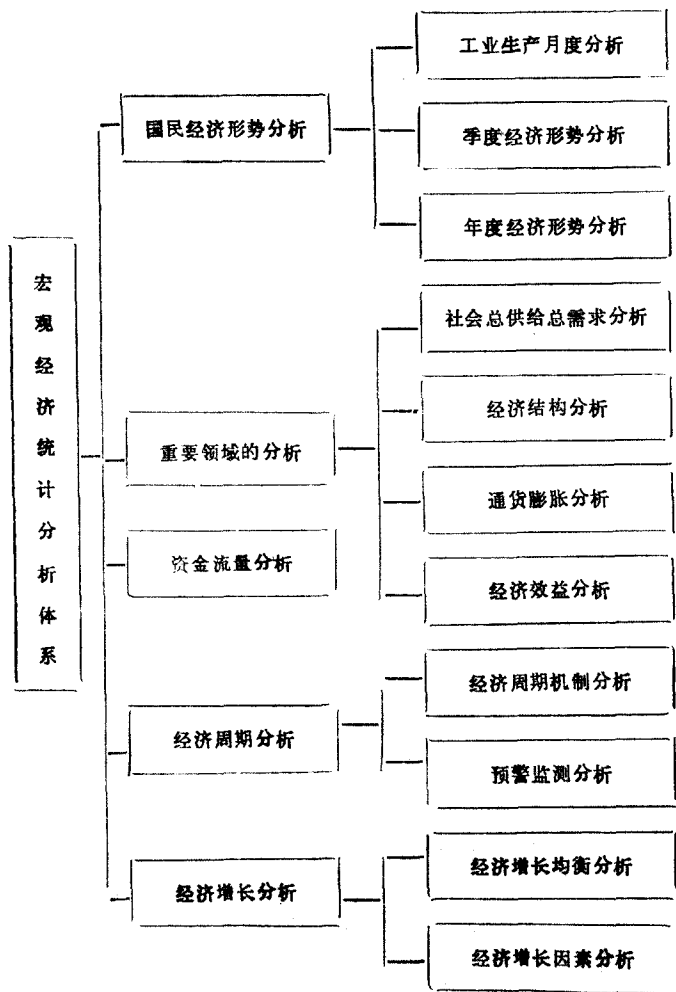 宏观经济统计分析体系
国民经济形势分析
工业生产月度分析
季度经济形势分析
年度经济形势分析
重要领域的分析
社会总供给总需求分析
经济结构分析
通货膨胀分析
经济效益分析
资金流量分析
经济周期分析
经济周期机制分析
预警监测分析
经济增长分析
经济增长均衡分析
经济增长因素分析